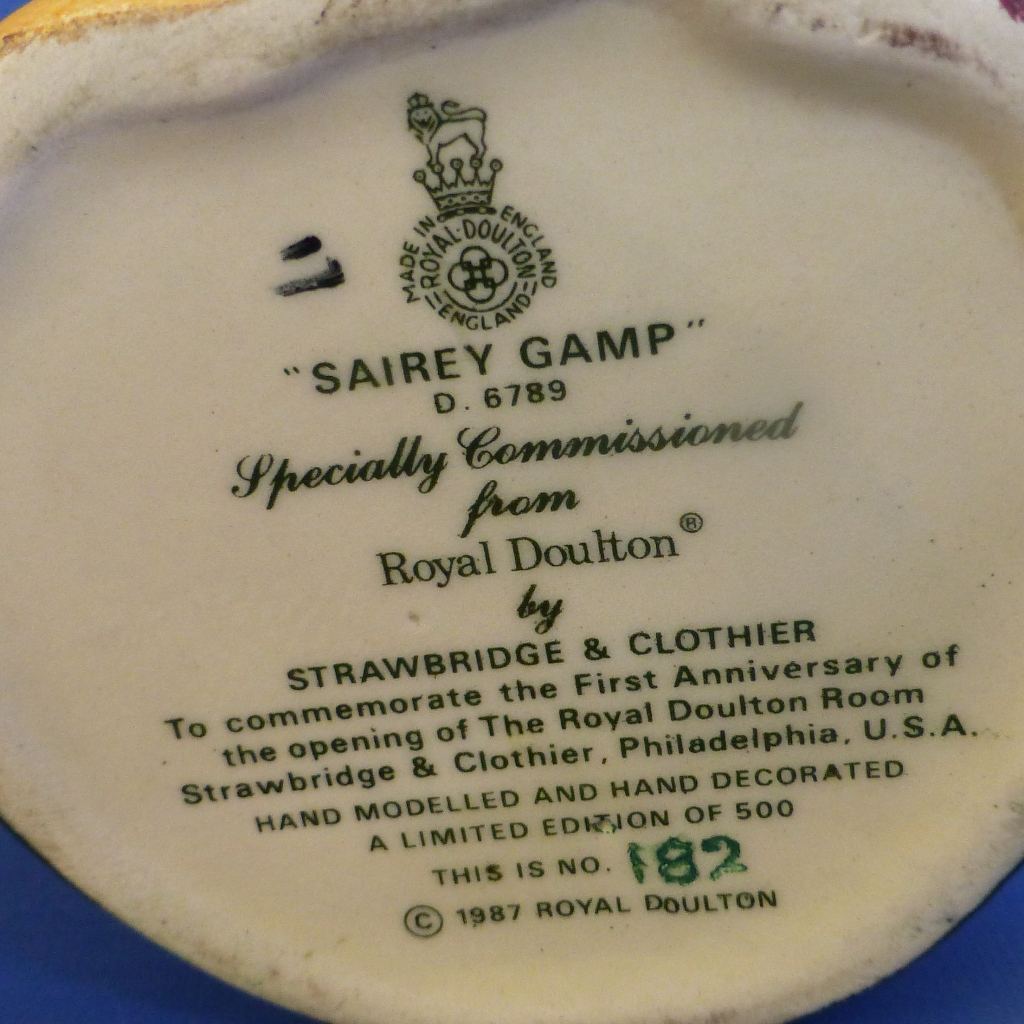 MADE IN ENGLAND
ROYAL·DOULTON
ENGLAND
"SAIREY GAMP"
D. 6789
Specially Commissioned
from
Royal Doulton®
by
STRAWBRIDGE & CLOTHIER
To commemorate the First Anniversary of
the opening of The Royal Doulton Room
Strawbridge & Clothier, Philadelphia, U.S.A.
HAND MODELLED AND HAND DECORATED
A LIMITED EDITION OF 500
THIS IS NO. 182
© 1987 ROYAL DOULTON